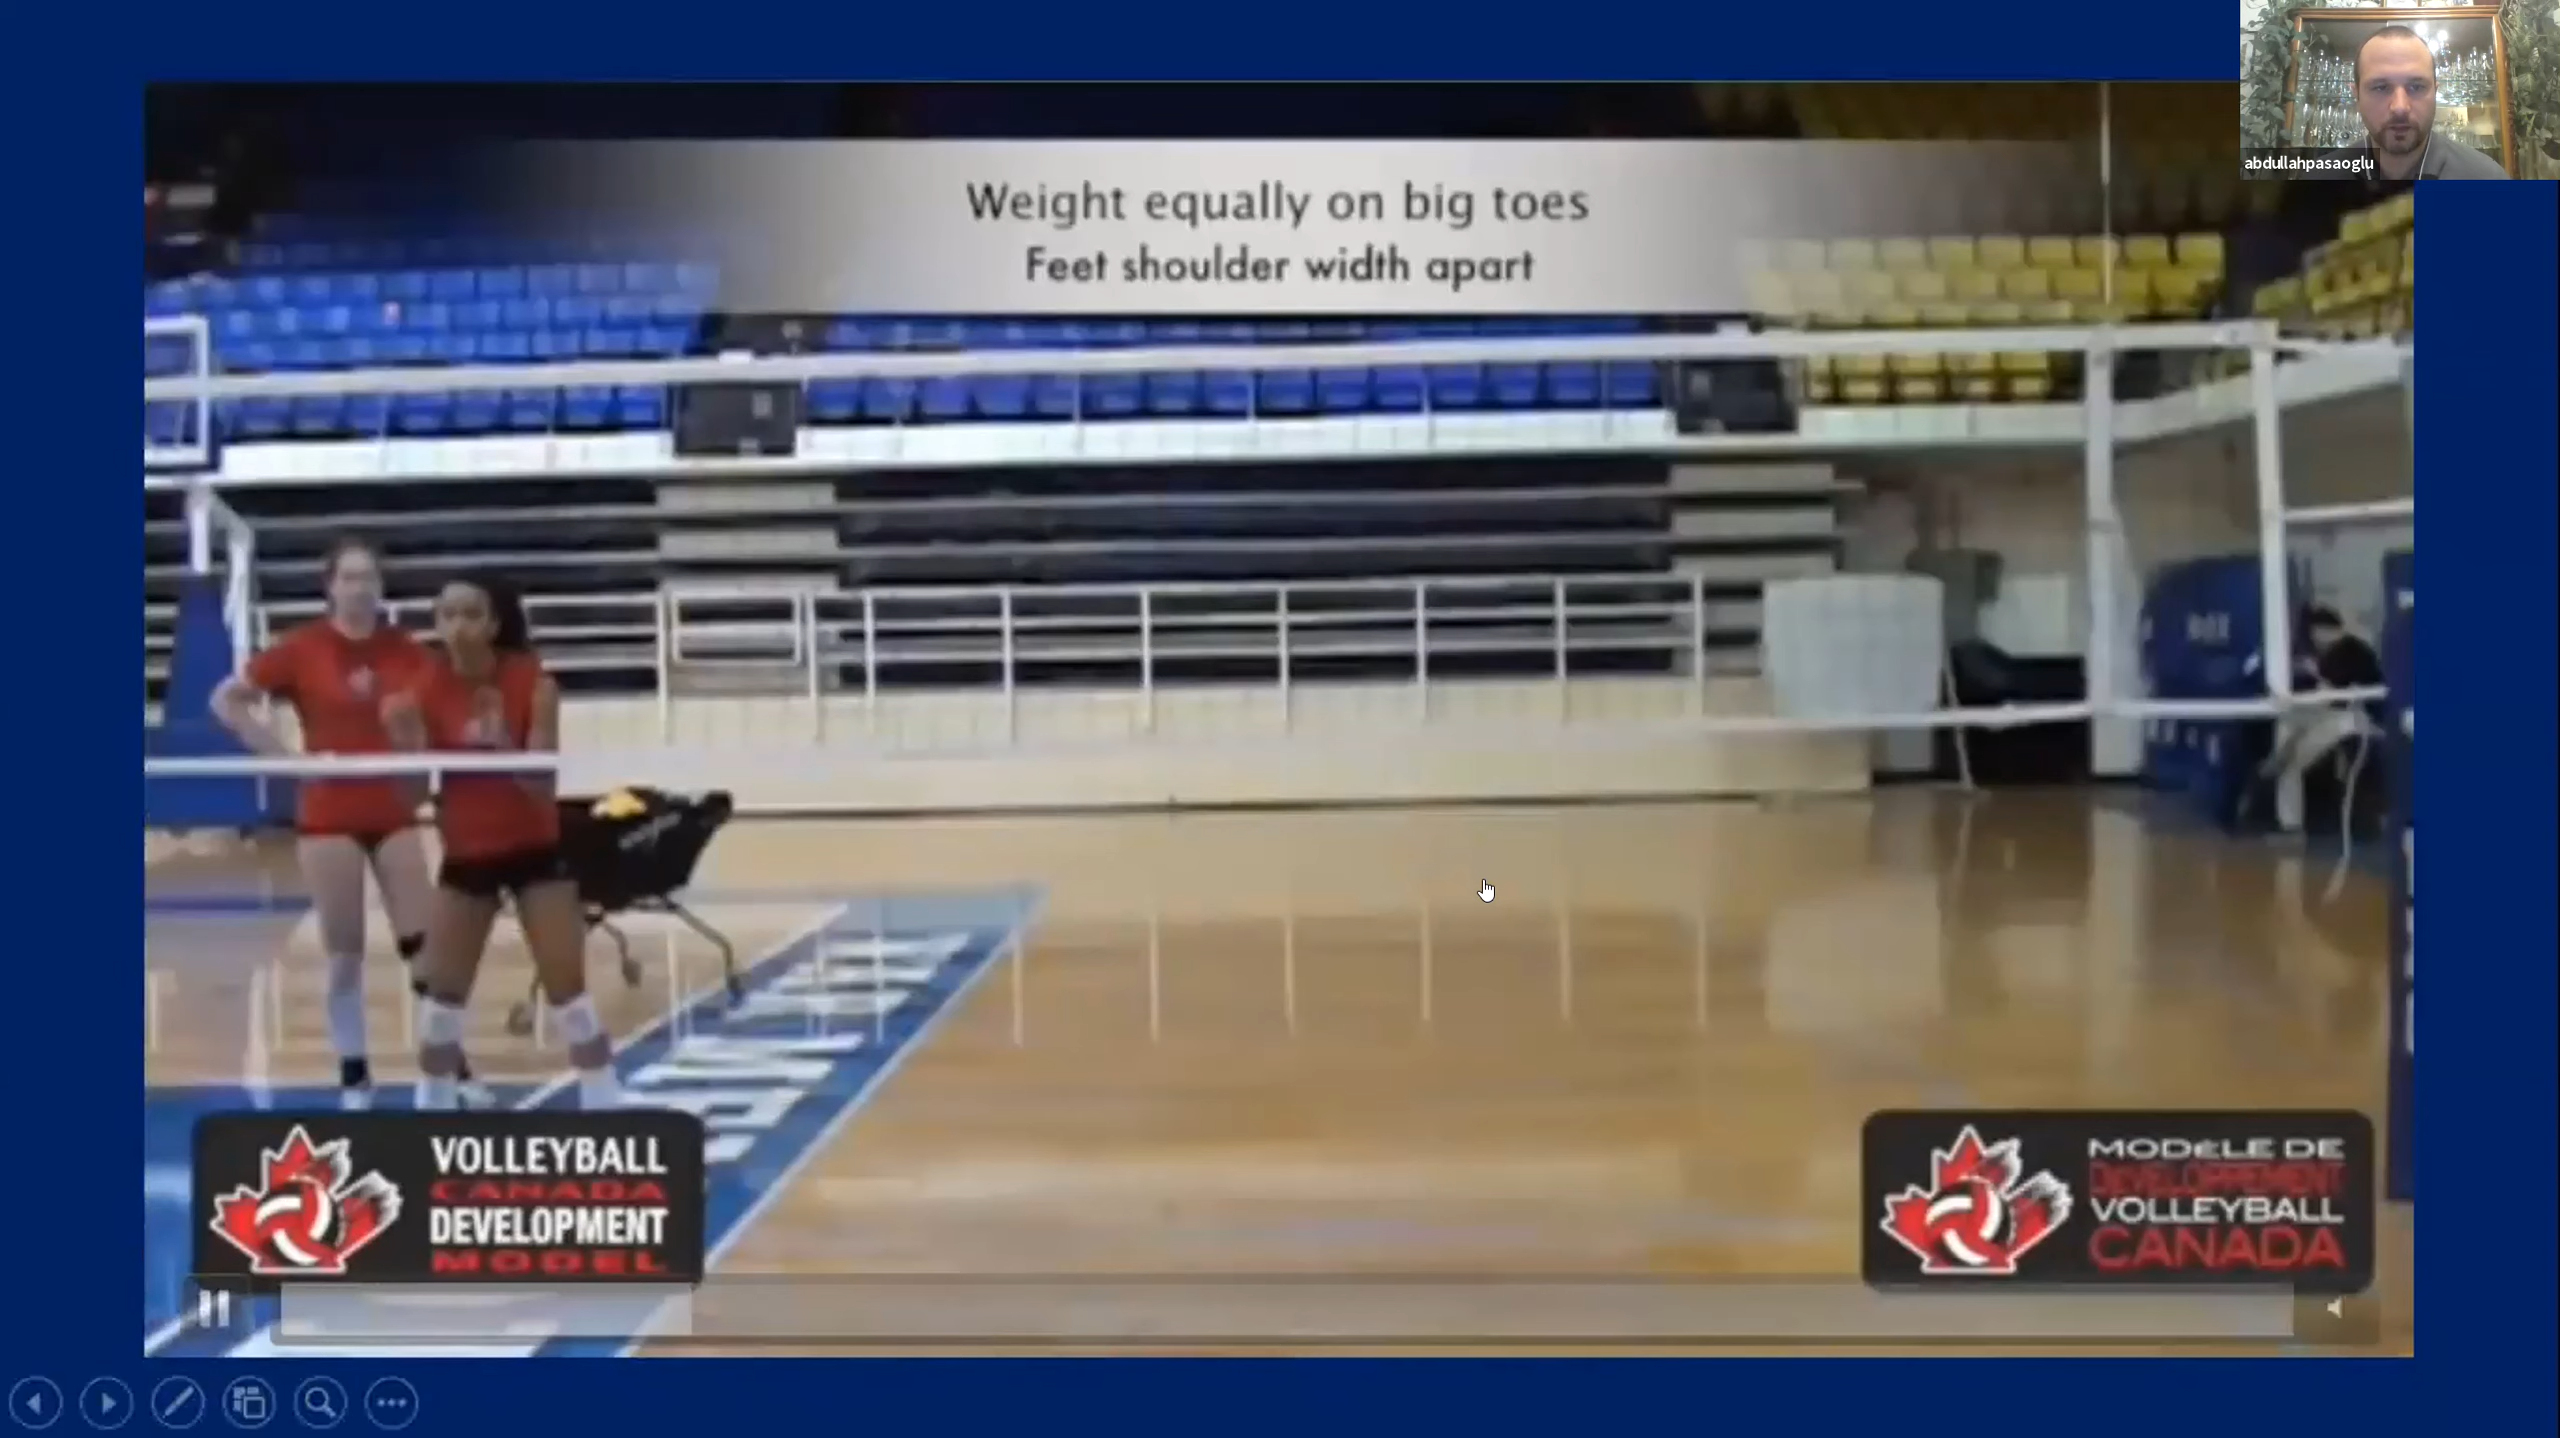 abdullahpasaoglu
Weight equally on big toes
Feet shoulder width apart
VOLLEYBALL
CANADA
DEVELOPMENT
MODEL
MODÈLE DE
DÉVELOPPEMENT
VOLLEYBALL
CANADA